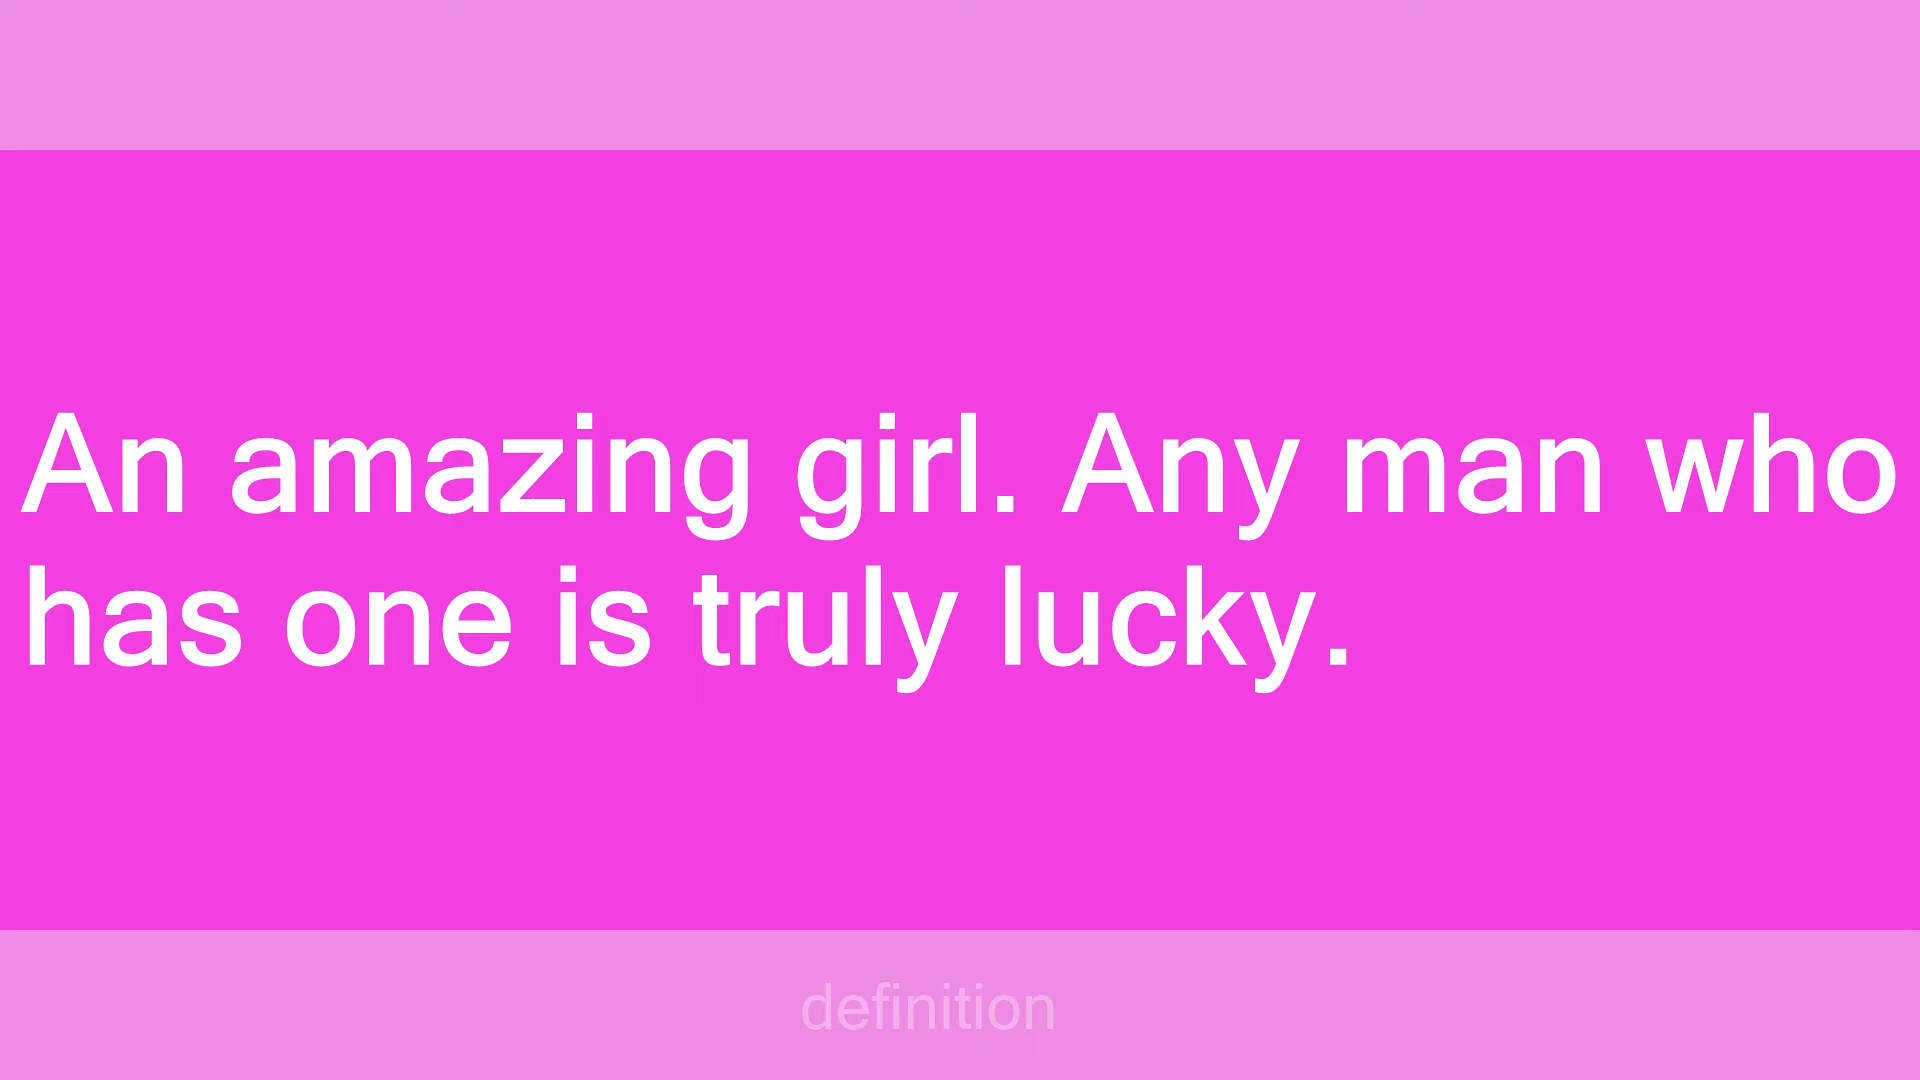 An amazing girl. Any man who
has one is truly lucky.
definition